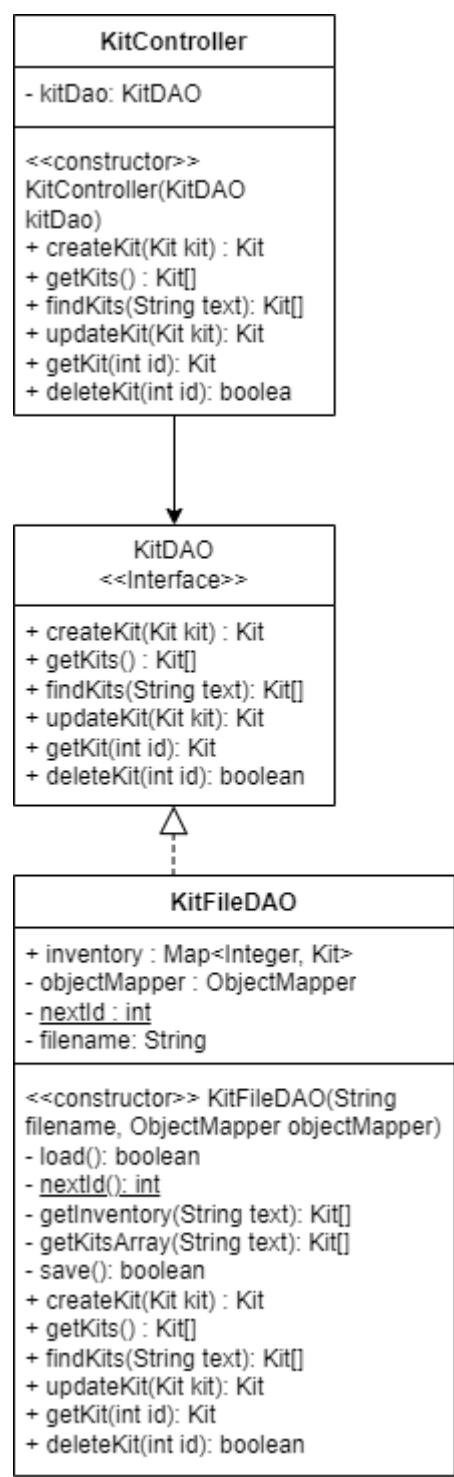 KitController
- kitDao: KitDAO
<<constructor>>
KitController(KitDAO
kitDao)
+ createKit(Kit kit) : Kit
+ getKits() : Kit[]
+ findKits(String text): Kit[]
+ updateKit(Kit kit): Kit
+ getKit(int id): Kit
+ deleteKit(int id): boolea
KitDAO
<<Interface>>
+ createKit(Kit kit) : Kit
+ getKits() : Kit[]
+ findKits(String text): Kit[]
+ updateKit(Kit kit): Kit
+ getKit(int id): Kit
+ deleteKit(int id): boolean
KitFileDAO
+ inventory : Map<Integer, Kit>
- objectMapper : ObjectMapper
- nextId : int
- filename: String
<<constructor>> KitFileDAO(String
filename, ObjectMapper objectMapper)
- load(): boolean
- nextId(): int
- getInventory(String text): Kit[]
- getKitsArray(String text): Kit[]
- save(): boolean
+ createKit(Kit kit) : Kit
+ getKits() : Kit[]
+ findKits(String text): Kit[]
+ updateKit(Kit kit): Kit
+ getKit(int id): Kit
+ deleteKit(int id): boolean